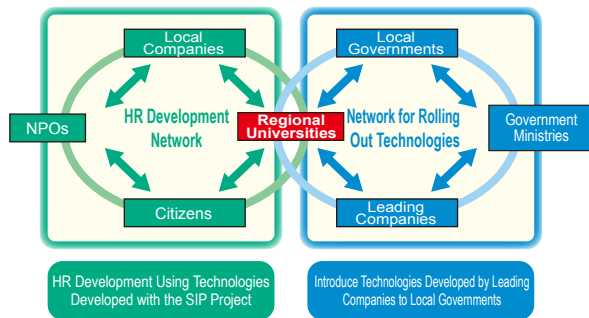 Local
Companies
Local
Governments
NPOs
HR Development
Network
Regional
Universities
Network for Rolling
Out Technologies
Government
Ministries
Citizens
Leading
Companies
HR Development Using Technologies
Developed with the SIP Project
Introduce Technologies Developed by Leading
Companies to Local Governments